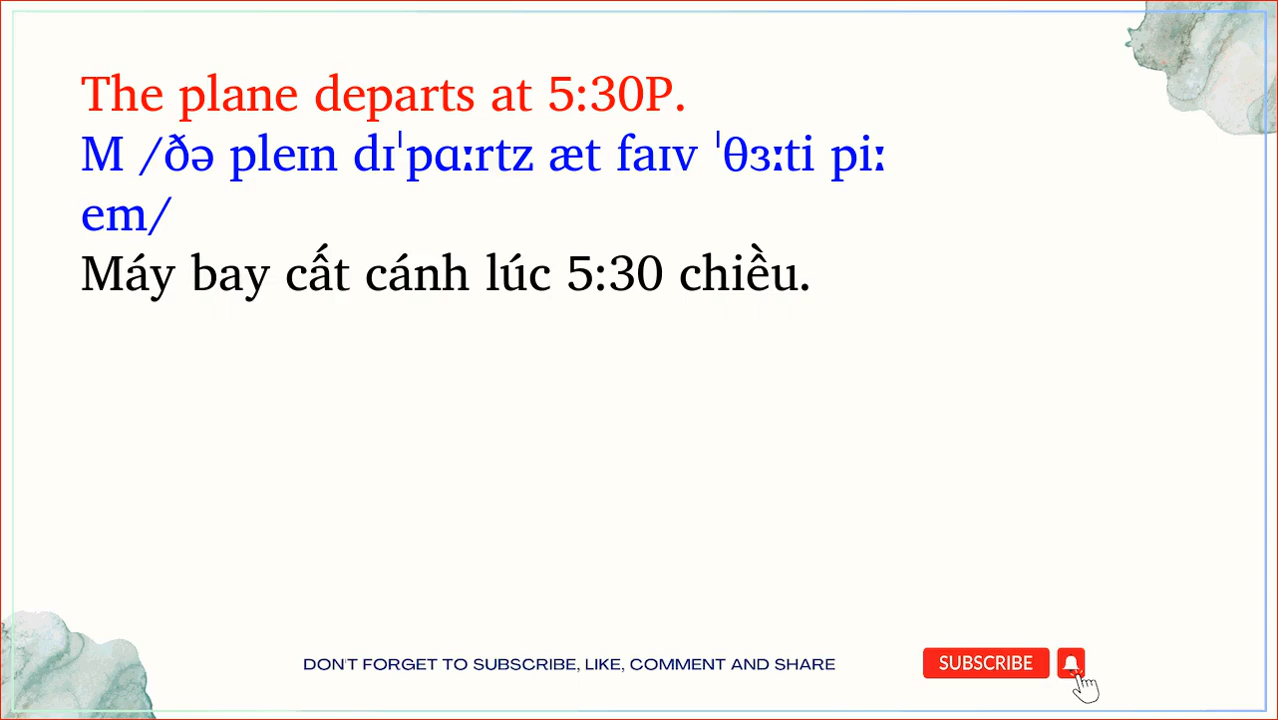 The plane departs at 5:30P.
M /ðə pleɪn dɪˈpɑːrtz æt faɪv ˈθɜːti piː
em/
Máy bay cất cánh lúc 5:30 chiều.
DON'T FORGET TO SUBSCRIBE, LIKE, COMMENT AND SHARE
SUBSCRIBE